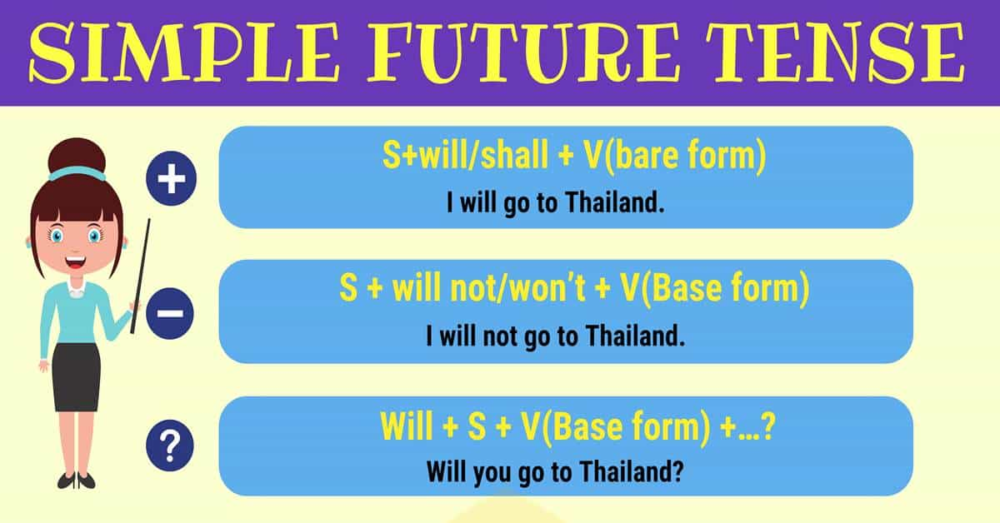 SIMPLE FUTURE TENSE
+
S+will/shall + V(bare form)
I will go to Thailand.
−
S + will not/won't + V(Base form)
I will not go to Thailand.
?
Will + S + V(Base form) +...?
Will you go to Thailand?